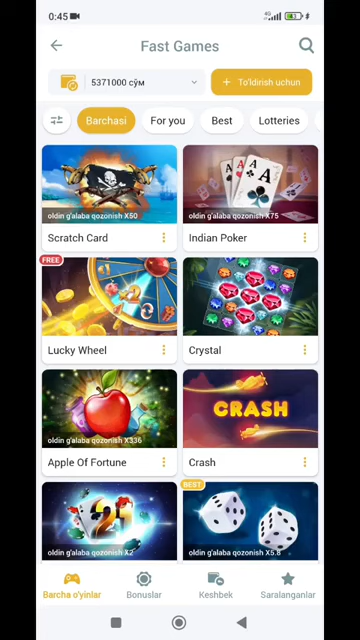 0:45
4G
Fast Games
5371000 сўм
+ To'ldirish uchun
Barchasi
For you
Best
Lotteries
oldin g'alaba qozonish X50
oldin g'alaba qozonish X75
Scratch Card
Indian Poker
FREE
Lucky Wheel
Crystal
CRASH
oldin g'alaba qozonish X336
Apple Of Fortune
Crash
BEST
21
oldin g'alaba qozonish X2
oldin g'alaba qozonish X5.8
Barcha o'yinlar
Bonuslar
Keshbek
Saralanganlar